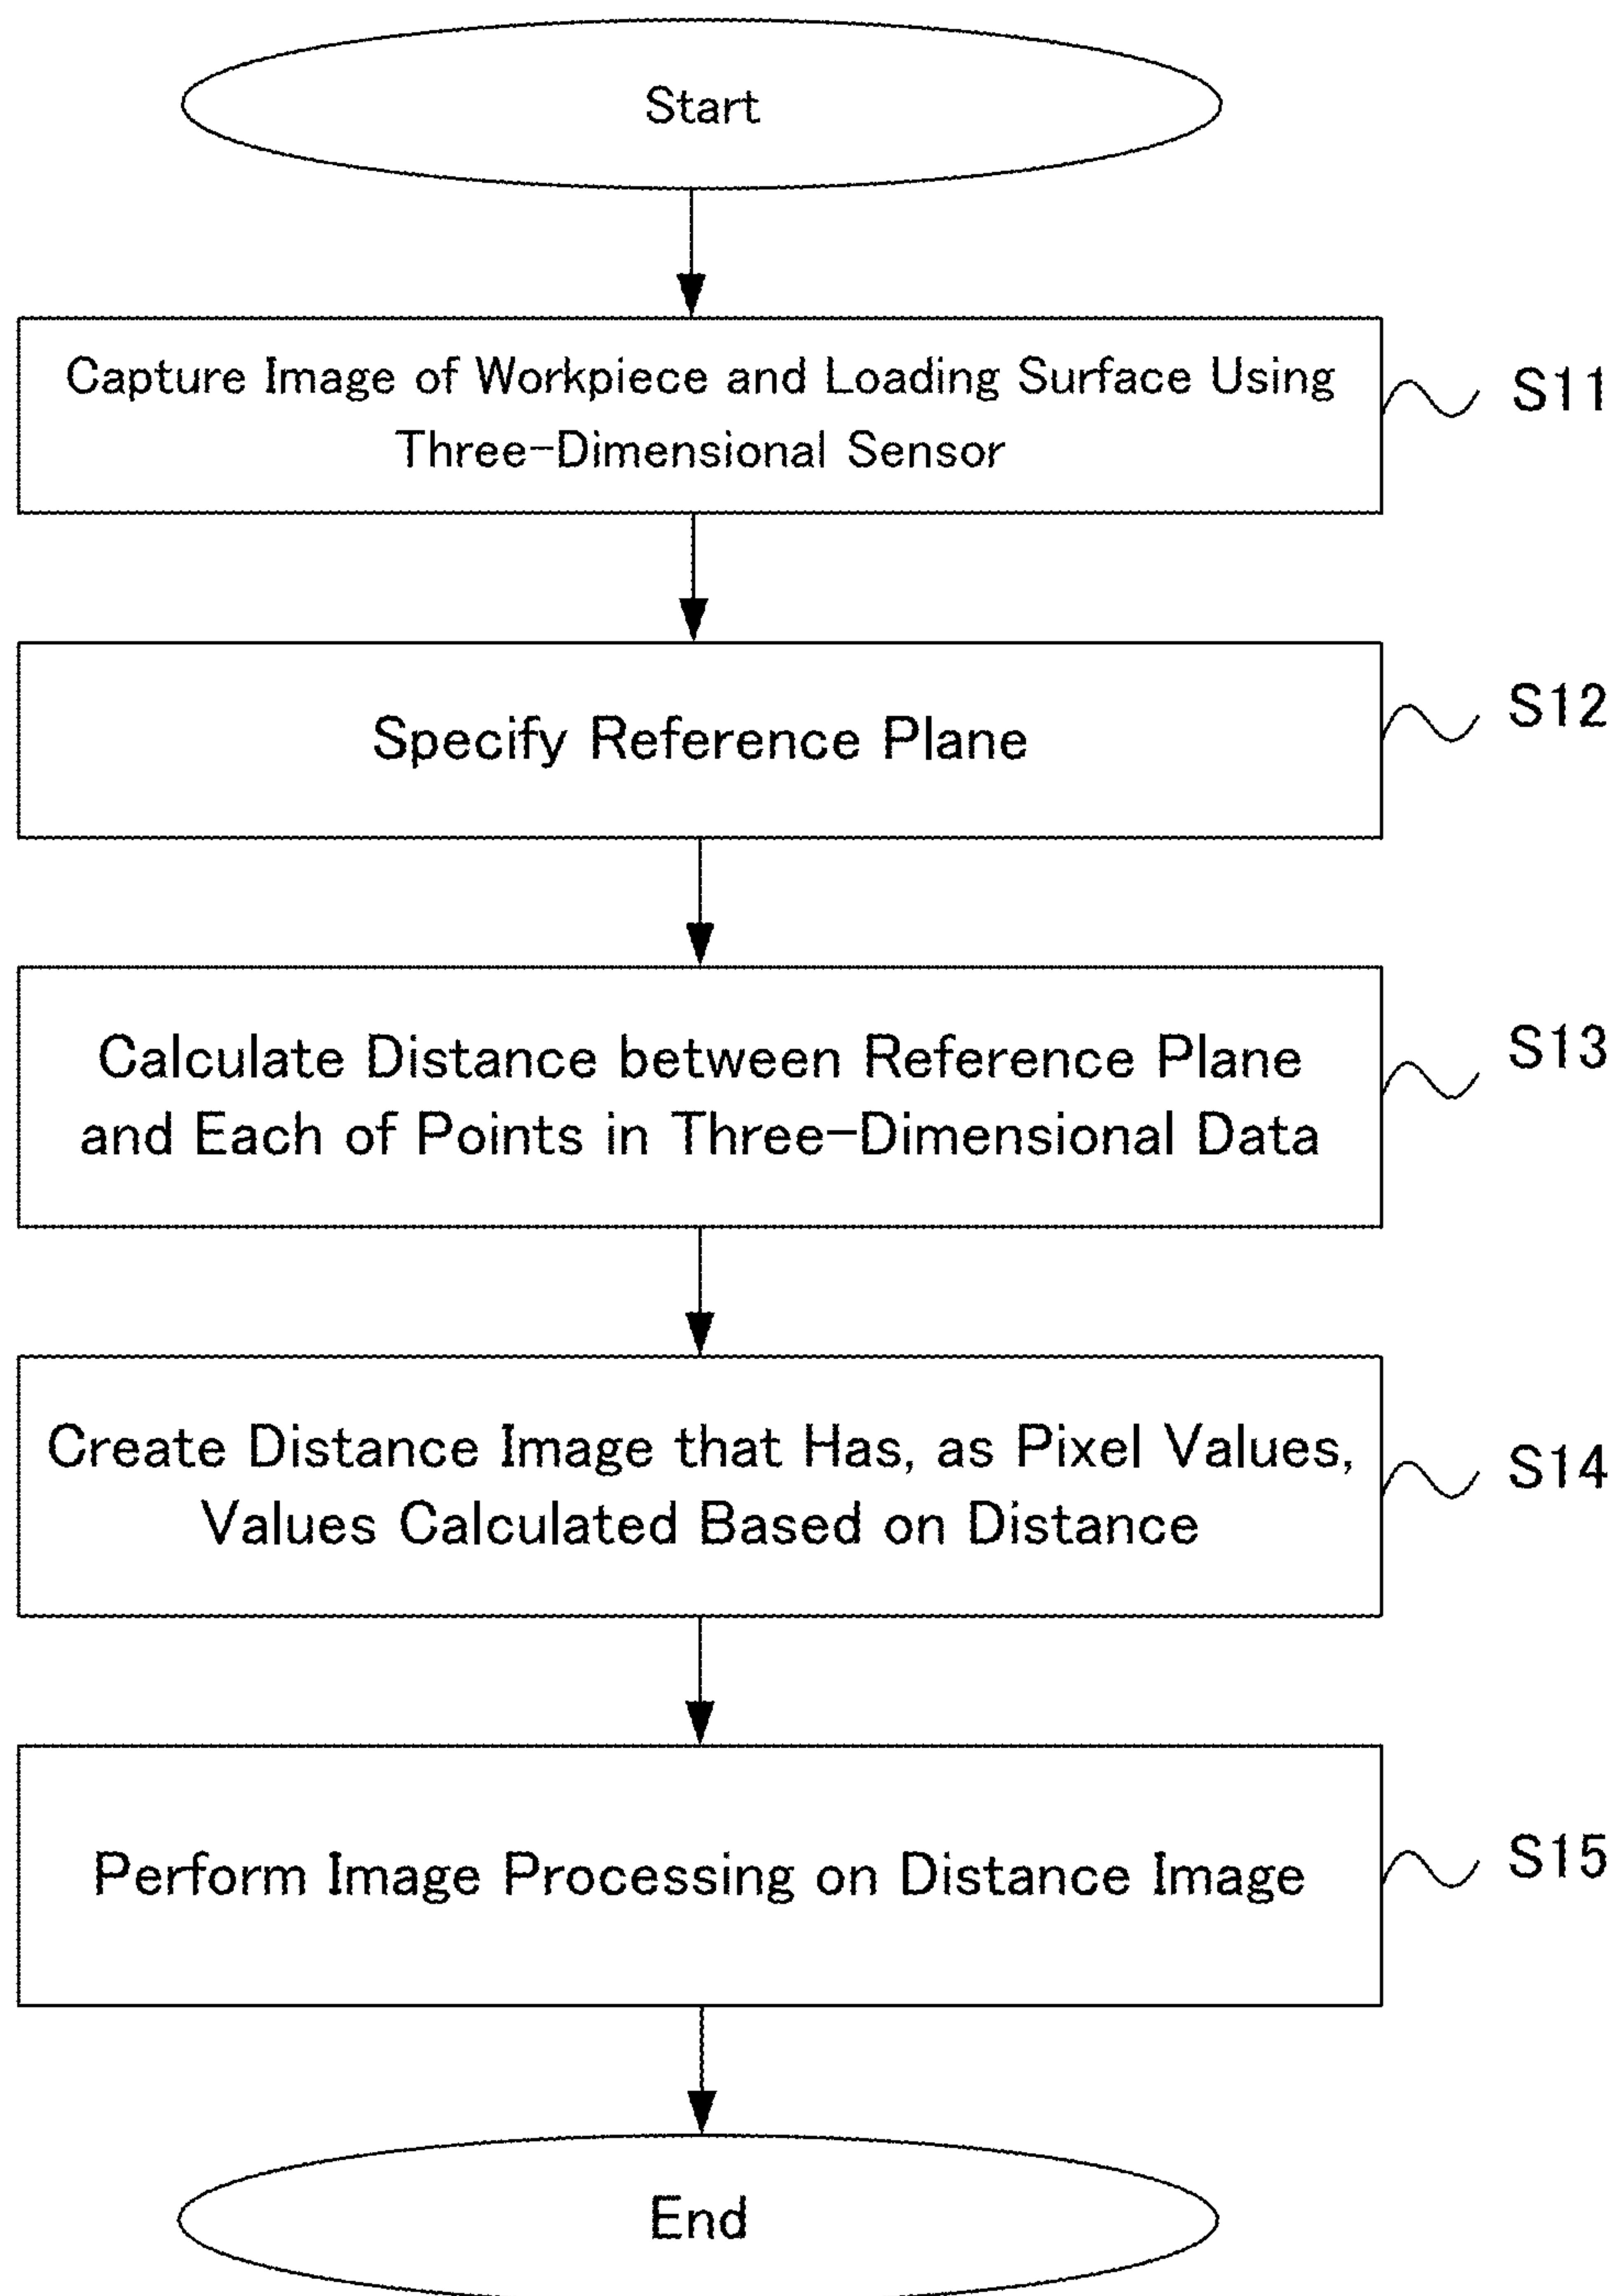 Start
Capture Image of Workpiece and Loading Surface Using
Three-Dimensional Sensor
S11
Specify Reference Plane
S12
Calculate Distance between Reference Plane
and Each of Points in Three-Dimensional Data
S13
Create Distance Image that Has, as Pixel Values,
Values Calculated Based on Distance
S14
Perform Image Processing on Distance Image
S15
End